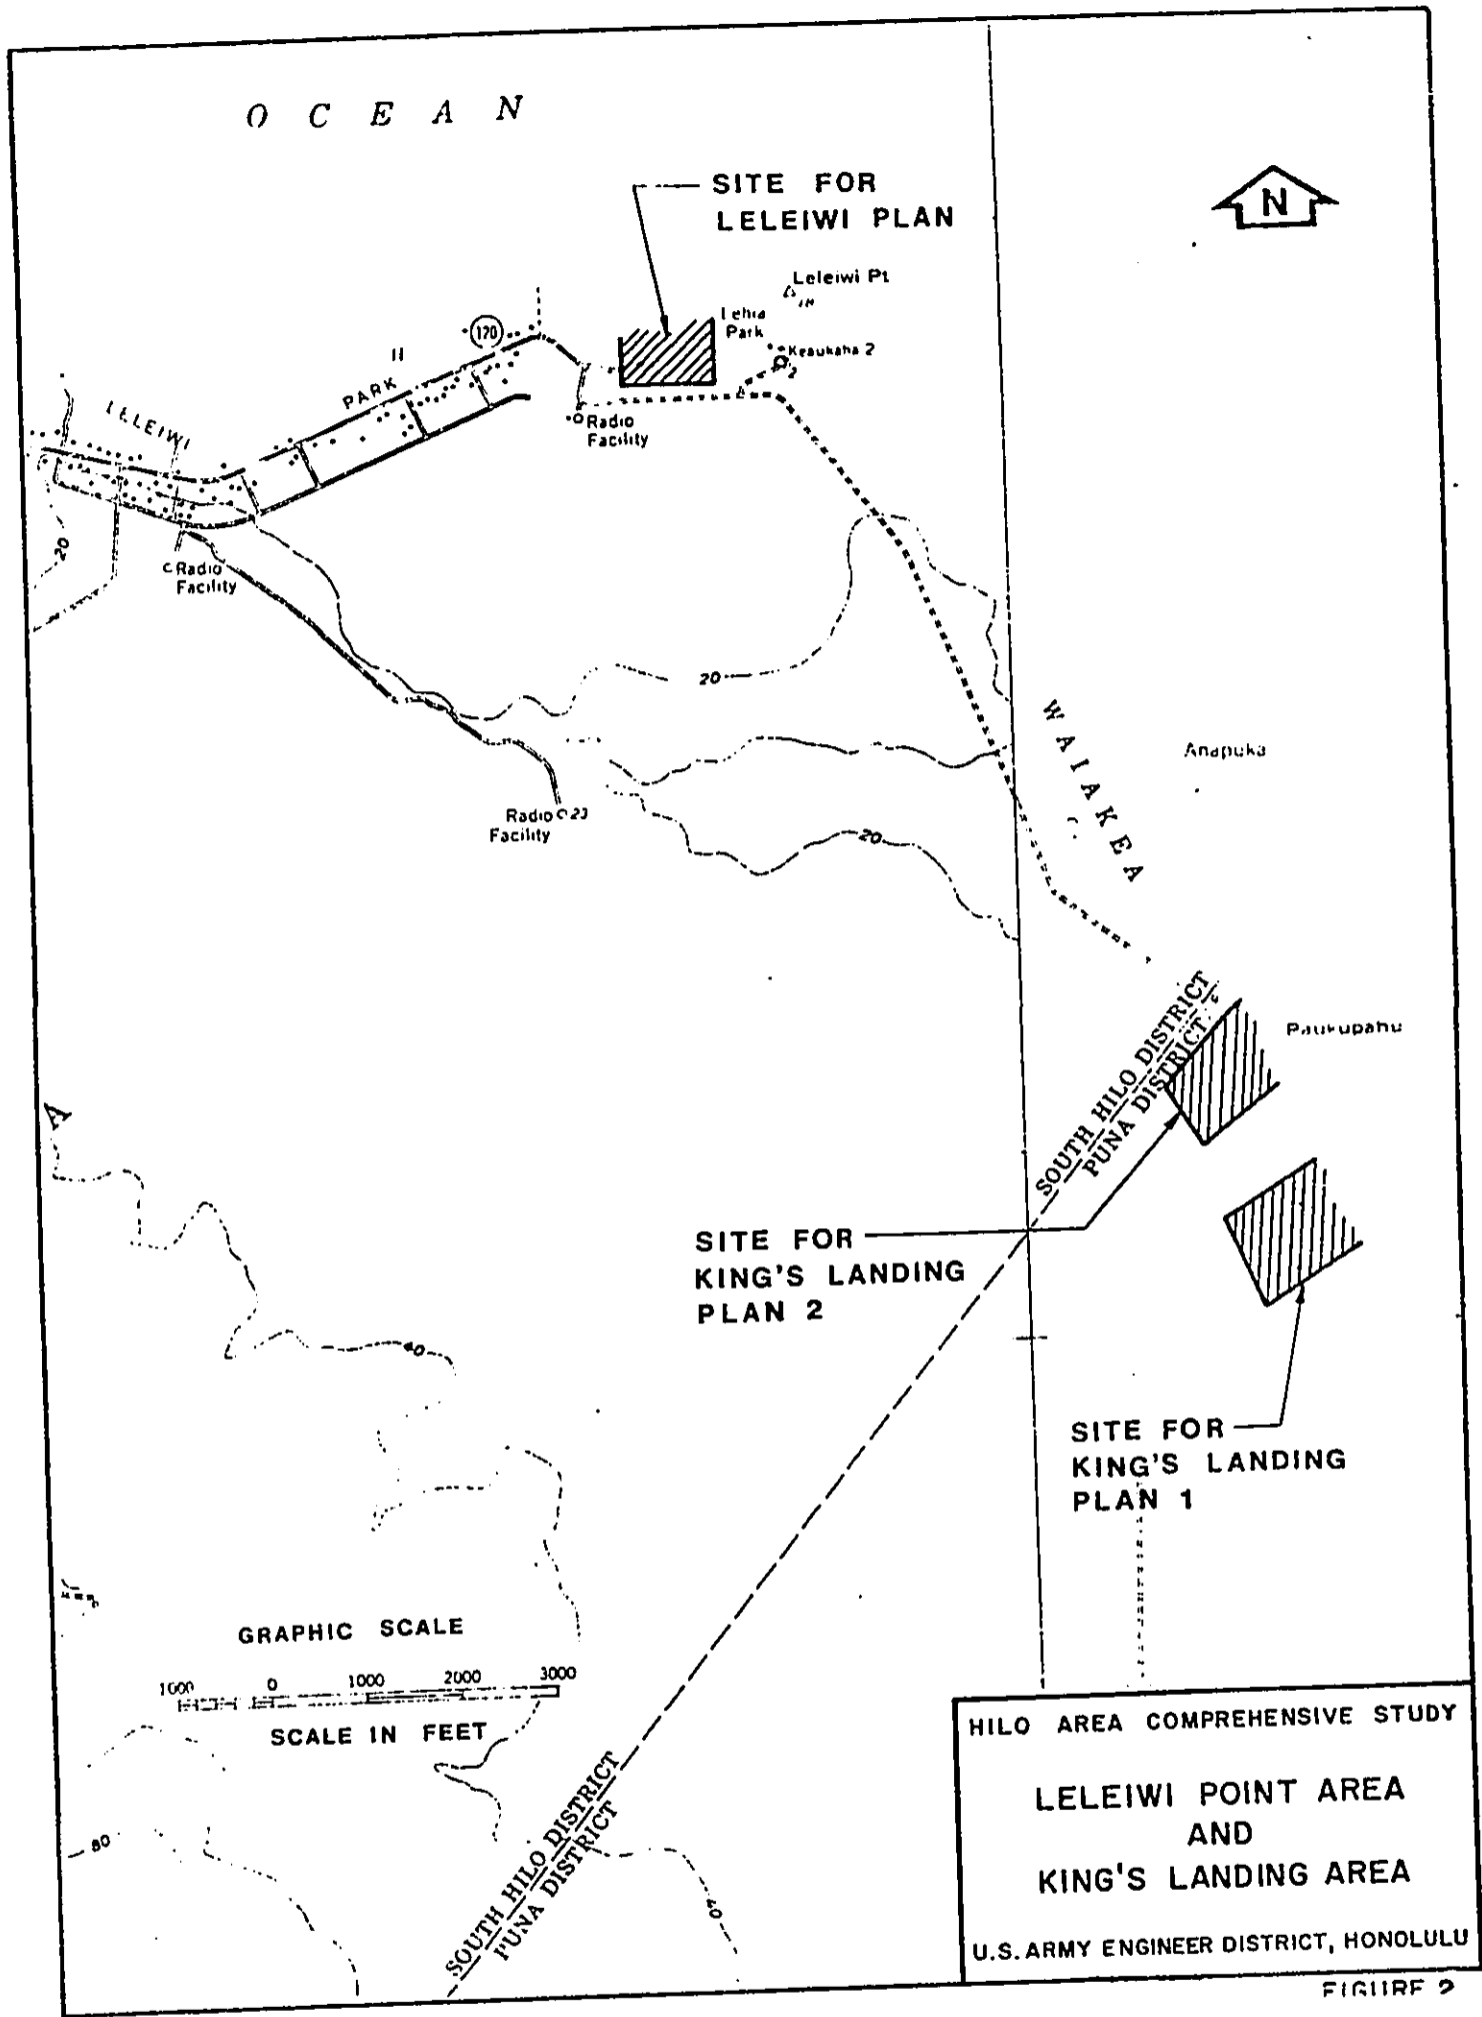 O C E A N
SITE FOR
LELEIWI PLAN
N
Leleiwi Pt
Lehia
Park
Keaukaha 2
120
PARK
LELEIWI
Radio
Facility
20
Radio
Facility
20
WAIAKEA
Anapuka
Radio
Facility
20
SOUTH HILO DISTRICT
PUNA DISTRICT
Paukupahu
A
SITE FOR
KING'S LANDING
PLAN 2
40
SITE FOR
KING'S LANDING
PLAN 1
GRAPHIC SCALE
1000 0 1000 2000 3000
SCALE IN FEET
80
SOUTH HILO DISTRICT
PUNA DISTRICT
40
HILO AREA COMPREHENSIVE STUDY
LELEIWI POINT AREA
AND
KING'S LANDING AREA
U.S. ARMY ENGINEER DISTRICT, HONOLULU
FIGURE 2